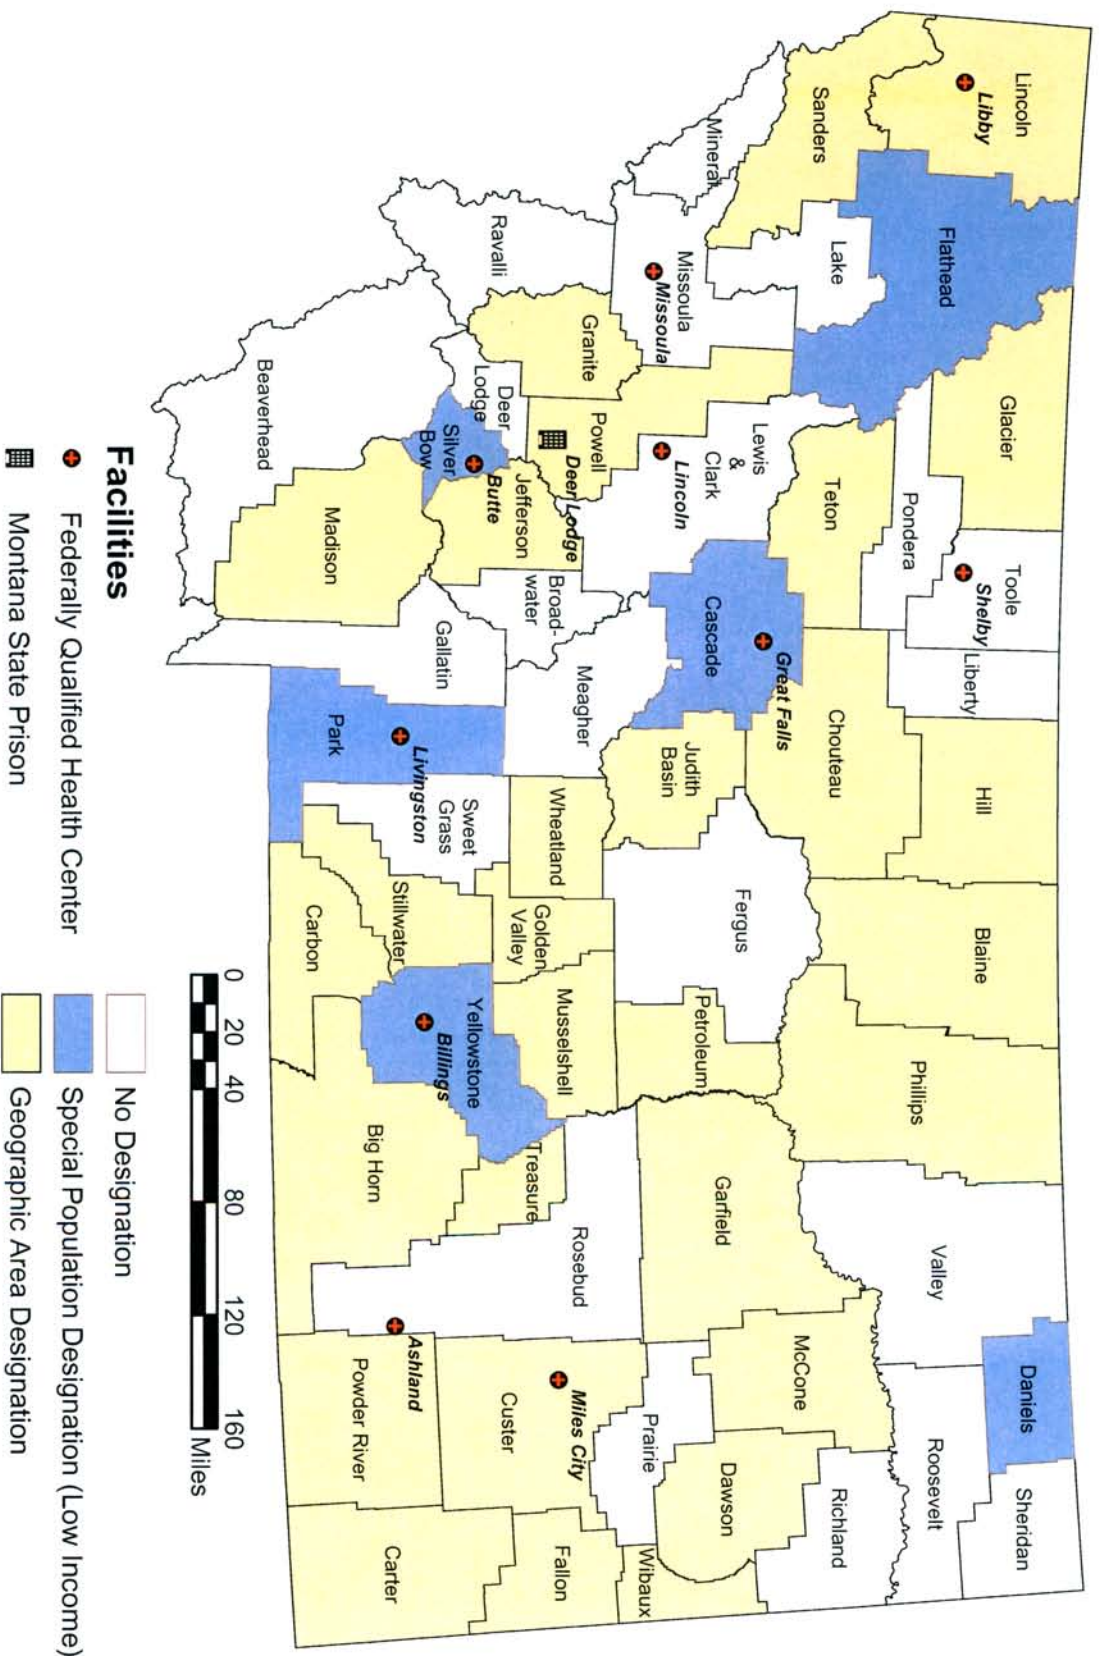 Lincoln
Libby
Flathead
Glacier
Toole
Shelby
Liberty
Hill
Blaine
Phillips
Valley
Daniels
Sheridan
Roosevelt
Sanders
Lake
Pondera
Teton
Chouteau
Mineral
Missoula
Missoula
Lewis
&
Clark
Lincoln
Cascade
Great Falls
Judith
Basin
Fergus
Petroleum
Garfield
McCone
Richland
Dawson
Prairie
Wibaux
Ravalli
Granite
Powell
Deer Lodge
Deer
Lodge
Silver
Bow
Butte
Jefferson
Broad-
water
Meagher
Wheatland
Golden
Valley
Musselshell
Treasure
Rosebud
Custer
Miles City
Fallon
Beaverhead
Madison
Gallatin
Park
Livingston
Sweet
Grass
Stillwater
Carbon
Yellowstone
Billings
Big Horn
Ashland
Powder River
Carter
Facilities
Federally Qualified Health Center
Montana State Prison
0 20 40 80 120 160
Miles
No Designation
Special Population Designation (Low Income)
Geographic Area Designation